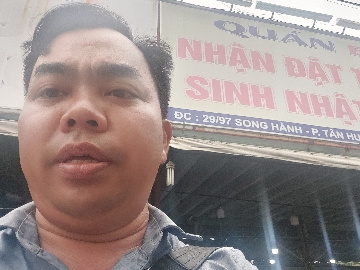 QUÁN
NHẬN ĐẶT
SINH NHẬ
ĐC : 29/97 SONG HÀNH - P. TÂN HƯ